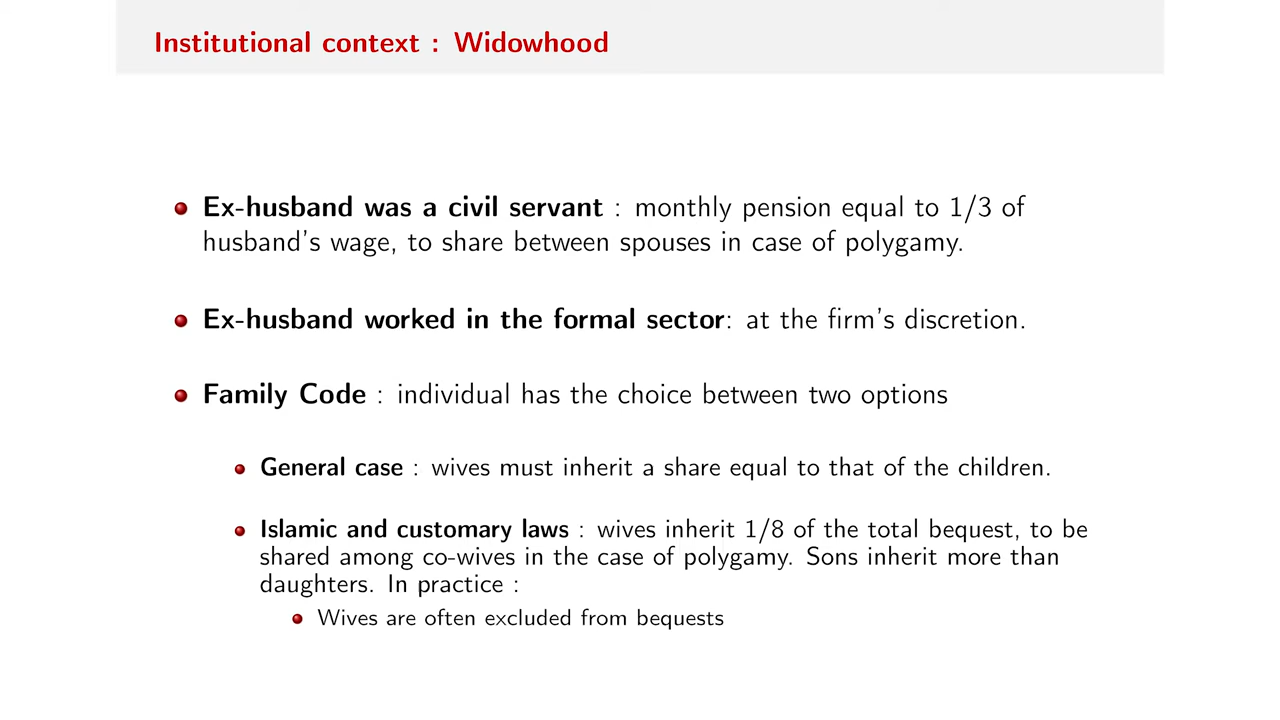 Institutional context : Widowhood
Ex-husband was a civil servant : monthly pension equal to 1/3 of
husband's wage, to share between spouses in case of polygamy.
Ex-husband worked in the formal sector: at the firm's discretion.
Family Code : individual has the choice between two options
General case : wives must inherit a share equal to that of the children.
Islamic and customary laws : wives inherit 1/8 of the total bequest, to be
shared among co-wives in the case of polygamy. Sons inherit more than
daughters. In practice :
Wives are often excluded from bequests